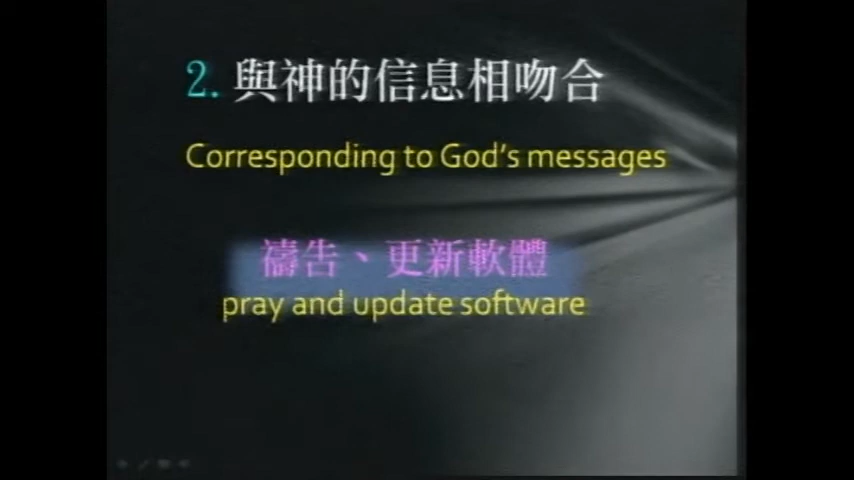 2. 與神的信息相吻合
Corresponding to God's messages
禱告、更新軟體
pray and update software